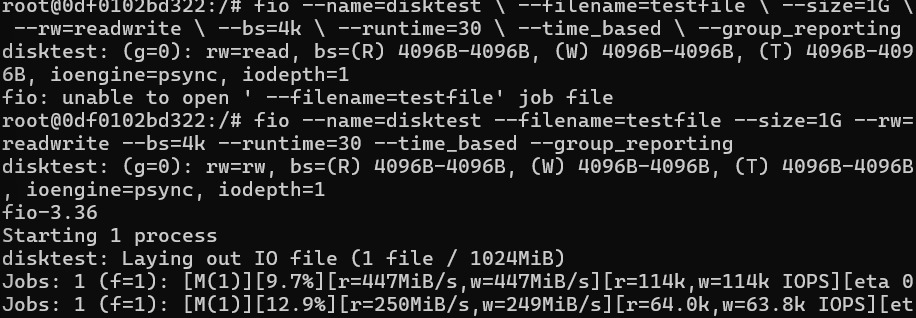 root@0df0102bd322:/# fio --name=disktest \ --filename=testfile \ --size=1G \
 --rw=readwrite \ --bs=4k \ --runtime=30 \ --time_based \ --group_reporting
disktest: (g=0): rw=read, bs=(R) 4096B-4096B, (W) 4096B-4096B, (T) 4096B-409
6B, ioengine=psync, iodepth=1
fio: unable to open ' --filename=testfile' job file
root@0df0102bd322:/# fio --name=disktest --filename=testfile --size=1G --rw=
readwrite --bs=4k --runtime=30 --time_based --group_reporting
disktest: (g=0): rw=rw, bs=(R) 4096B-4096B, (W) 4096B-4096B, (T) 4096B-4096B
, ioengine=psync, iodepth=1
fio-3.36
Starting 1 process
disktest: Laying out IO file (1 file / 1024MiB)
Jobs: 1 (f=1): [M(1)][9.7%][r=447MiB/s,w=447MiB/s][r=114k,w=114k IOPS][eta 0
Jobs: 1 (f=1): [M(1)][12.9%][r=250MiB/s,w=249MiB/s][r=64.0k,w=63.8k IOPS][et